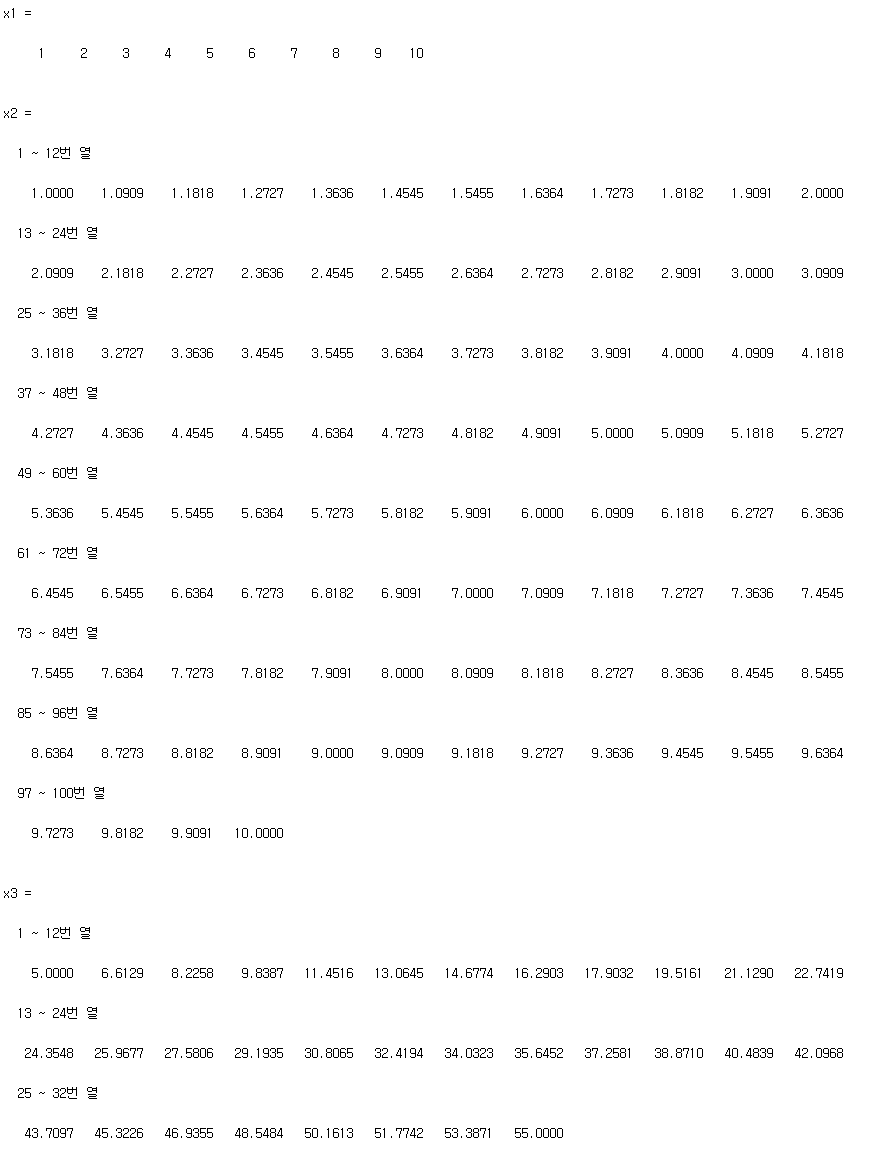 x1 =
1 2 3 4 5 6 7 8 9 10
x2 =
1 ~ 12번 열
1.0000 1.0909 1.1818 1.2727 1.3636 1.4545 1.5455 1.6364 1.7273 1.8182 1.9091 2.0000
13 ~ 24번 열
2.0909 2.1818 2.2727 2.3636 2.4545 2.5455 2.6364 2.7273 2.8182 2.9091 3.0000 3.0909
25 ~ 36번 열
3.1818 3.2727 3.3636 3.4545 3.5455 3.6364 3.7273 3.8182 3.9091 4.0000 4.0909 4.1818
37 ~ 48번 열
4.2727 4.3636 4.4545 4.5455 4.6364 4.7273 4.8182 4.9091 5.0000 5.0909 5.1818 5.2727
49 ~ 60번 열
5.3636 5.4545 5.5455 5.6364 5.7273 5.8182 5.9091 6.0000 6.0909 6.1818 6.2727 6.3636
61 ~ 72번 열
6.4545 6.5455 6.6364 6.7273 6.8182 6.9091 7.0000 7.0909 7.1818 7.2727 7.3636 7.4545
73 ~ 84번 열
7.5455 7.6364 7.7273 7.8182 7.9091 8.0000 8.0909 8.1818 8.2727 8.3636 8.4545 8.5455
85 ~ 96번 열
8.6364 8.7273 8.8182 8.9091 9.0000 9.0909 9.1818 9.2727 9.3636 9.4545 9.5455 9.6364
97 ~ 100번 열
9.7273 9.8182 9.9091 10.0000
x3 =
1 ~ 12번 열
5.0000 6.6129 8.2258 9.8387 11.4516 13.0645 14.6774 16.2903 17.9032 19.5161 21.1290 22.7419
13 ~ 24번 열
24.3548 25.9677 27.5806 29.1935 30.8065 32.4194 34.0323 35.6452 37.2581 38.8710 40.4839 42.0968
25 ~ 32번 열
43.7097 45.3226 46.9355 48.5484 50.1613 51.7742 53.3871 55.0000